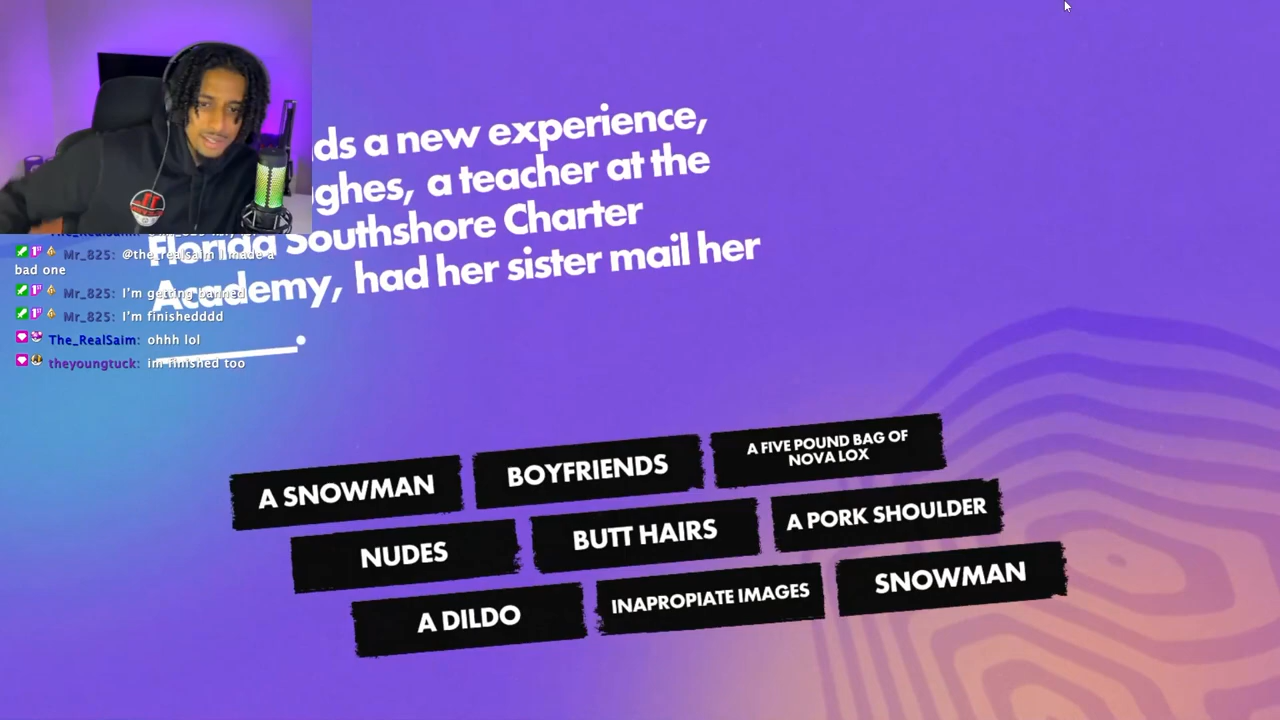 ds a new experience,
ghes, a teacher at the
Florida Southshore Charter
Academy, had her sister mail her
.
Mr_825: @the_realsaim I made a
bad one
Mr_825: I'm getting banned
Mr_825: I'm finishedddd
The_RealSaim: ohhh lol
theyoungtuck: im finished too
A SNOWMAN
BOYFRIENDS
A FIVE POUND BAG OF
NOVA LOX
NUDES
BUTT HAIRS
A PORK SHOULDER
A DILDO
INAPROPIATE IMAGES
SNOWMAN